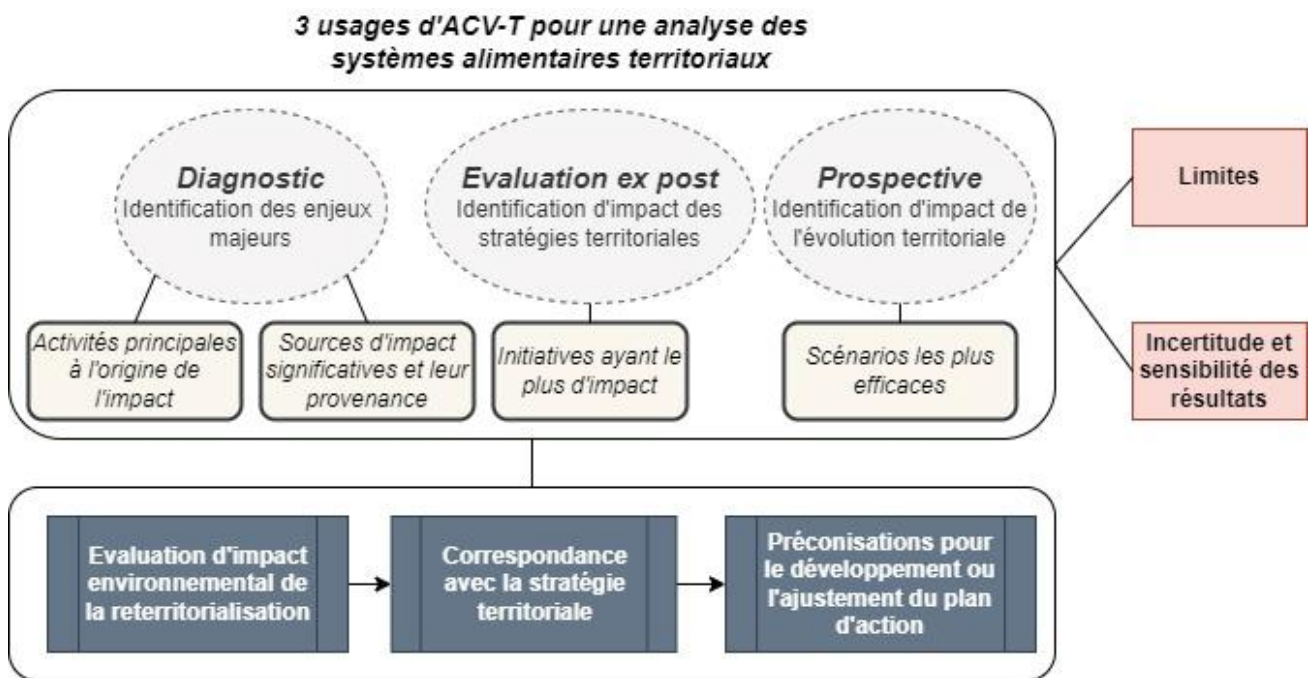 3 usages d'ACV-T pour une analyse des
systèmes alimentaires territoriaux
Diagnostic
Identification des enjeux
majeurs
Evaluation ex post
Identification d'impact des
stratégies territoriales
Prospective
Identification d'impact de
l'évolution territoriale
Activités principales
à l'origine de
l'impact
Sources d'impact
significatives et leur
provenance
Initiatives ayant le
plus d'impact
Scénarios les plus
efficaces
Limites
Incertitude et
sensibilité des
résultats
Evaluation d'impact
environnemental de
la reterritorialisation
Correspondance
avec la stratégie
territoriale
Préconisations pour
le développement ou
l'ajustement du plan
d'action